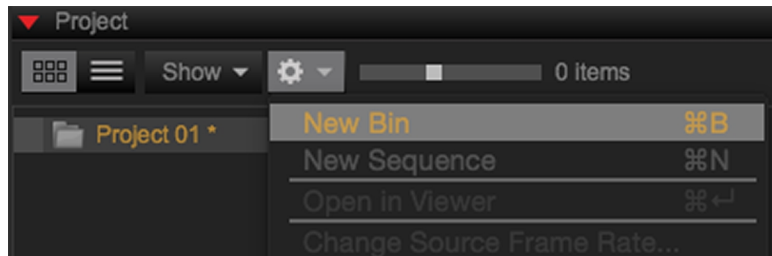 Project
Show 0 items
Project 01 *
New Bin ⌘B
New Sequence ⌘N
Open in Viewer ⌘↩
Change Source Frame Rate...